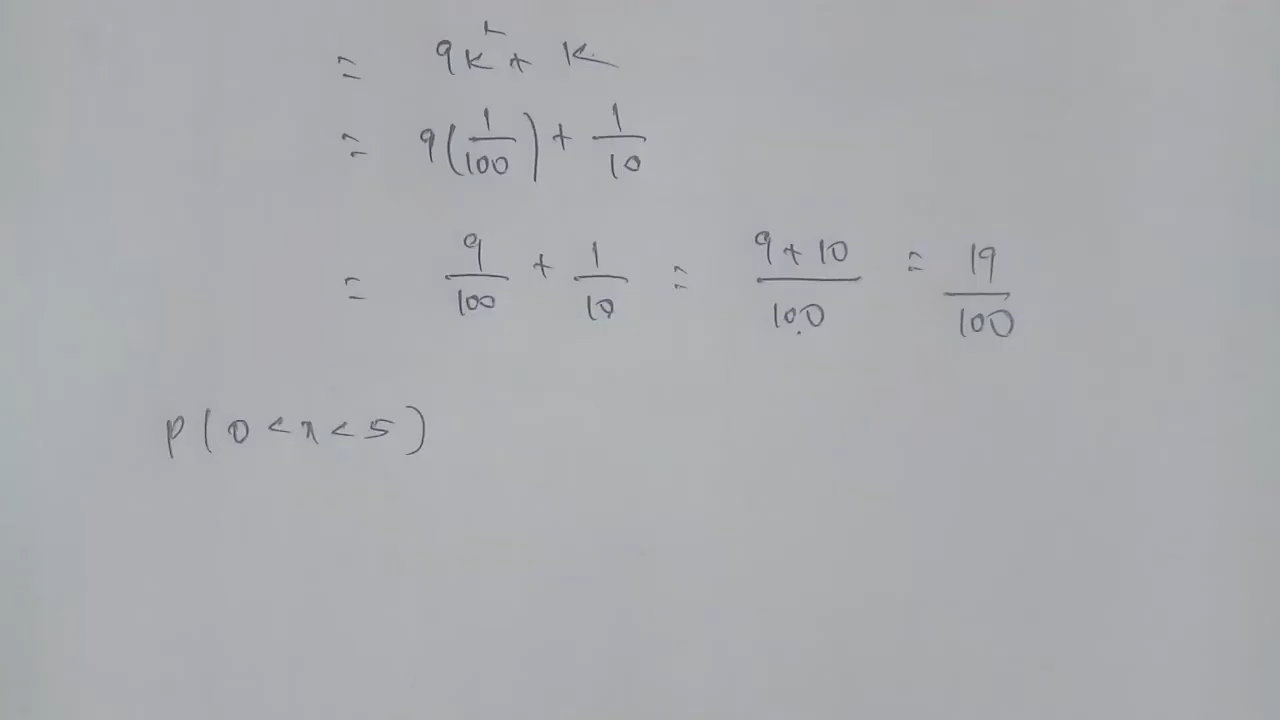 = 9k² + k
= 9(1/100) + 1/10
= 9/100 + 1/10 = 9+10/100 = 19/100
P(0<x<5)